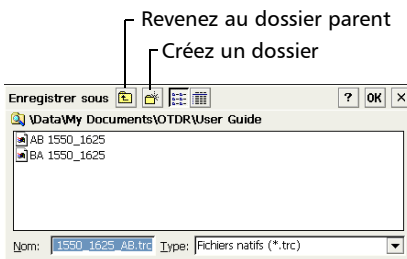 Revenez au dossier parent
Créez un dossier
Enregistrer sous ? OK ×
\Data\My Documents\OTDR\User Guide
AB 1550_1625
BA 1550_1625
Nom: 1550_1625_AB.trc Type: Fichiers natifs (*.trc)